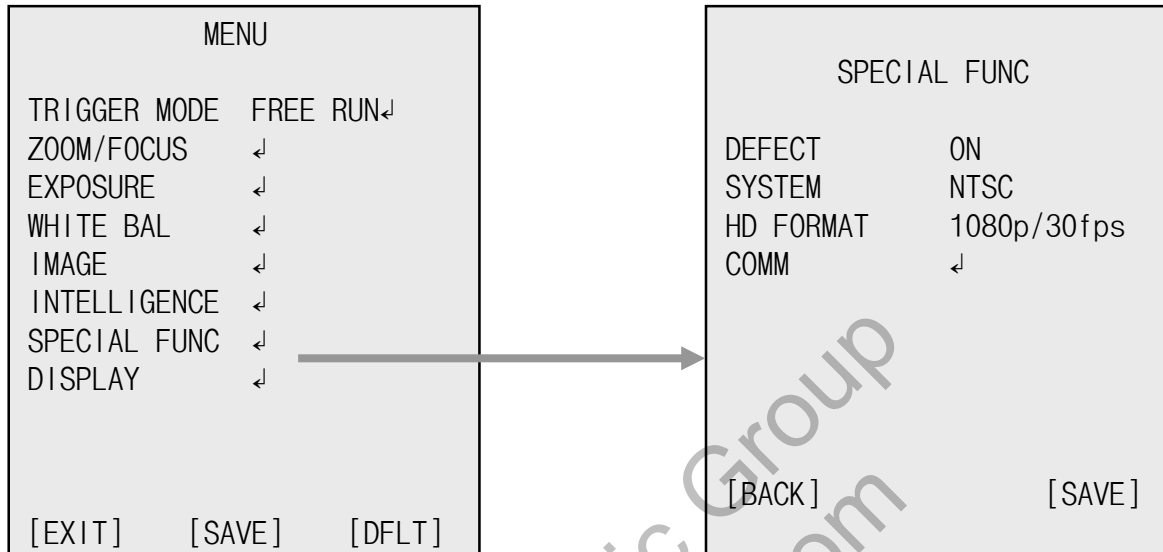 MENU
TRIGGER MODE FREE RUN↲
ZOOM/FOCUS ↲
EXPOSURE ↲
WHITE BAL ↲
IMAGE ↲
INTELLIGENCE ↲
SPECIAL FUNC ↲
DISPLAY ↲
[EXIT] [SAVE] [DFLT]
SPECIAL FUNC
DEFECT ON
SYSTEM NTSC
HD FORMAT 1080p/30fps
COMM ↲
[BACK] [SAVE]
Group